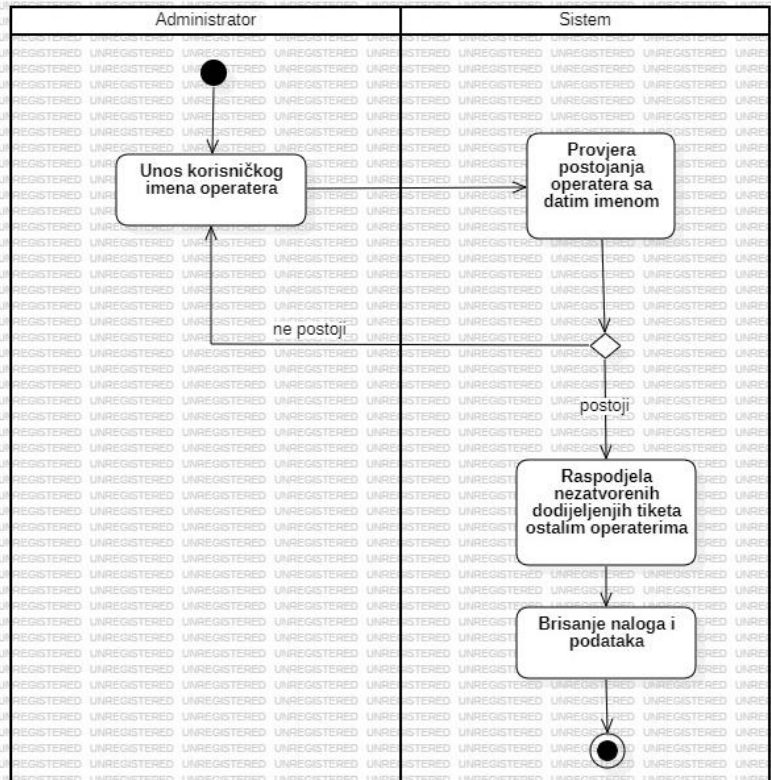 Administrator
Sistem
Unos korisničkog
imena operatera
Provjera
postojanja
operatera sa
datim imenom
ne postoji
postoji
Raspodjela
nezatvorenih
dodijeljenjih tiketa
ostalim operaterima
Brisanje naloga i
podataka
UNREGISTERED